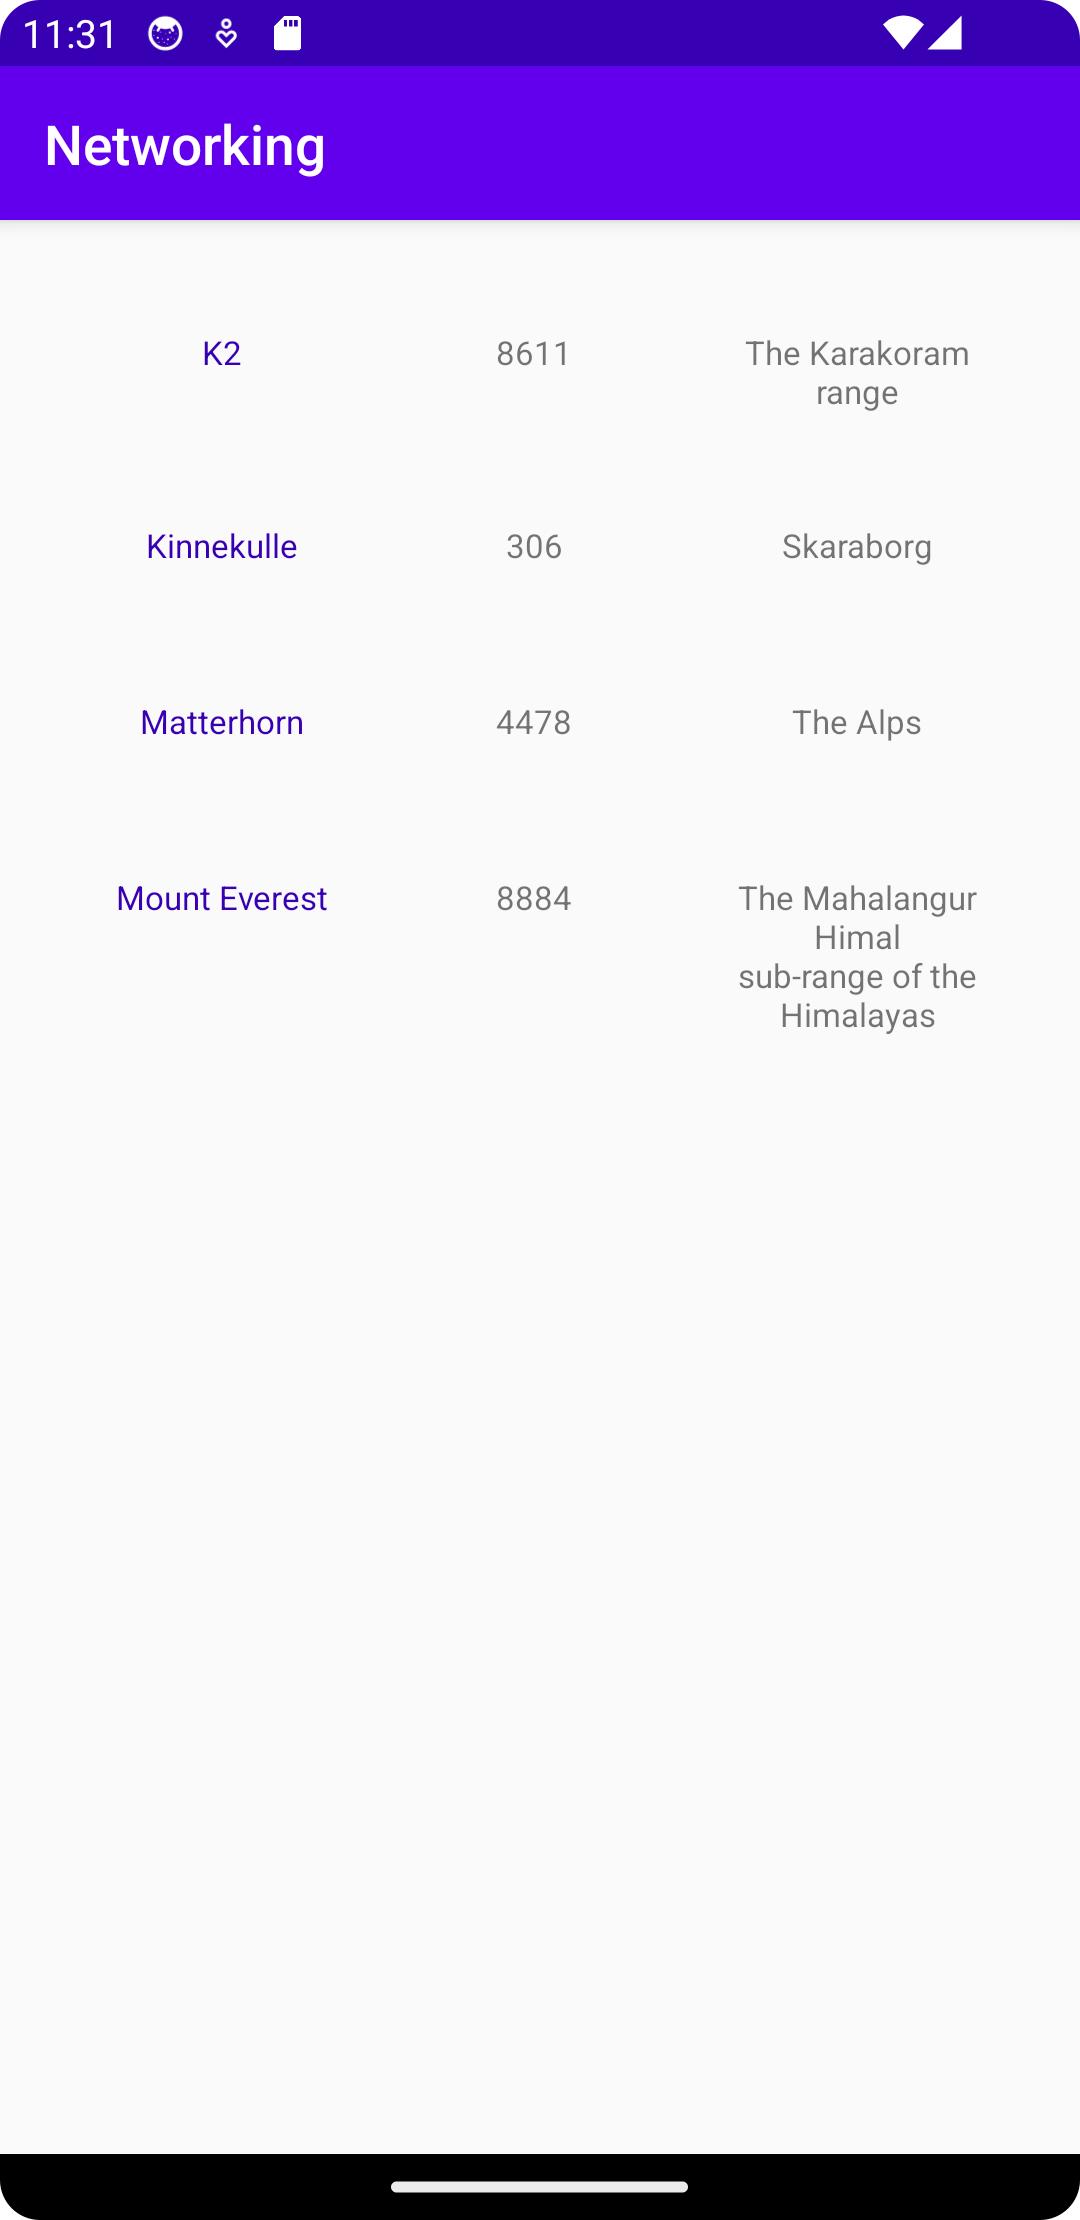 11:31
Networking
K2 8611 The Karakoram
range
Kinnekulle 306 Skaraborg
Matterhorn 4478 The Alps
Mount Everest 8884 The Mahalangur
Himal
sub-range of the
Himalayas